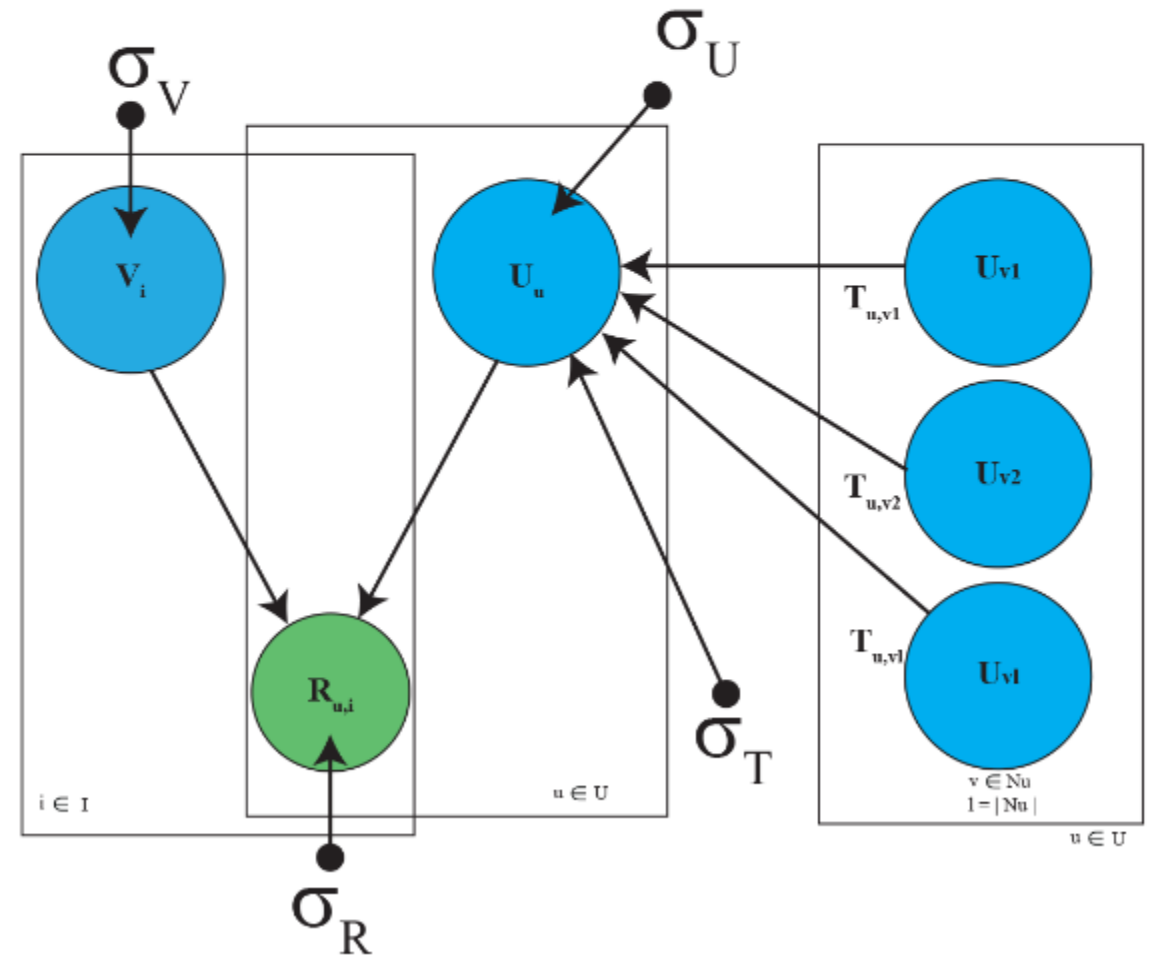 σU
σV
Vi
Uu
Uv1
Tu,v1
Uv2
Tu,v2
Tu,vl
Uvl
Ru,i
σT
v ∈ Nu
l = | Nu |
i ∈ I
u ∈ U
u ∈ U
σR